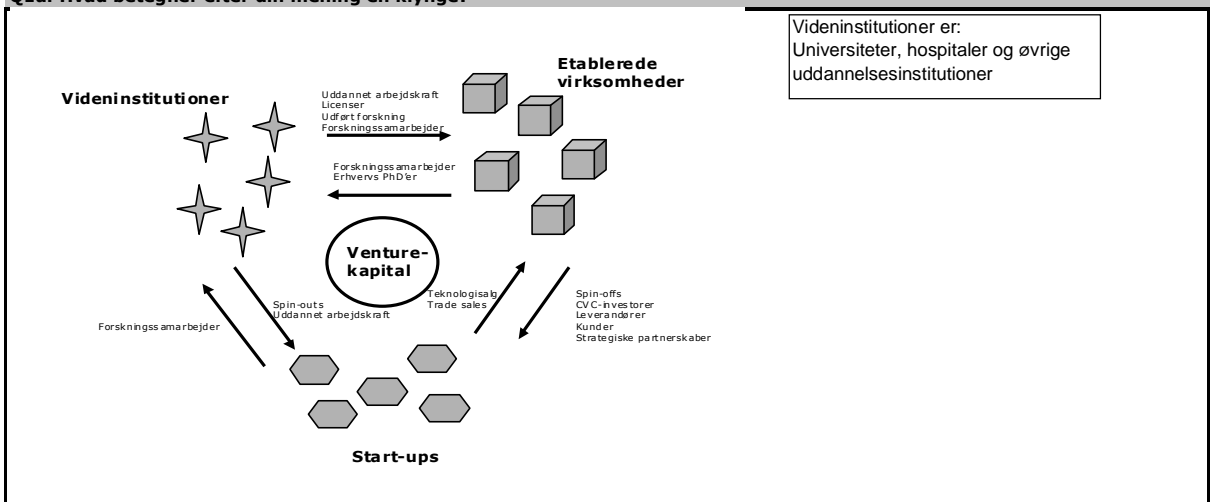 Videninstitutioner er:
Universiteter, hospitaler og øvrige
uddannelsesinstitutioner
Etablerede
virksomheder
Videninstitutioner
Uddannet arbejdskraft
Licenser
Udført forskning
Forskningssamarbejder
Forskningssamarbejder
Erhvervs PhD'er
Venture-
kapital
Teknologisalg
Trade sales
Spin-offs
CVC-investorer
Leverandører
Kunder
Strategiske partnerskaber
Spin-outs
Uddannet arbejdskraft
Forskningssamarbejder
Start-ups